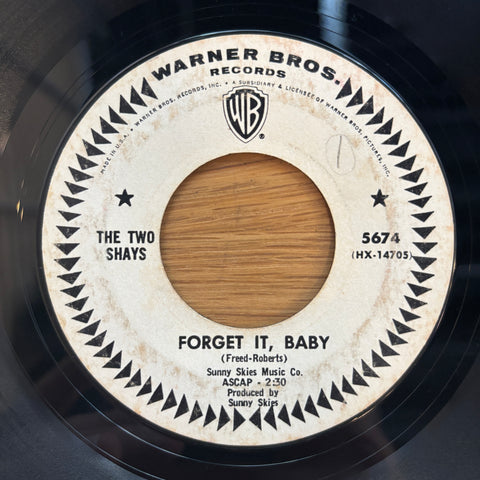 WARNER BROS.
RECORDS
MADE IN U.S.A. • WARNER BROS. RECORDS, INC. • A SUBSIDIARY & LICENSEE OF WARNER BROS. PICTURES, INC.
WB
®
1
THE TWO
SHAYS
5674
(HX-14705)
FORGET IT, BABY
(Freed-Roberts)
Sunny Skies Music Co.
ASCAP - 2:30
Produced by
Sunny Skies